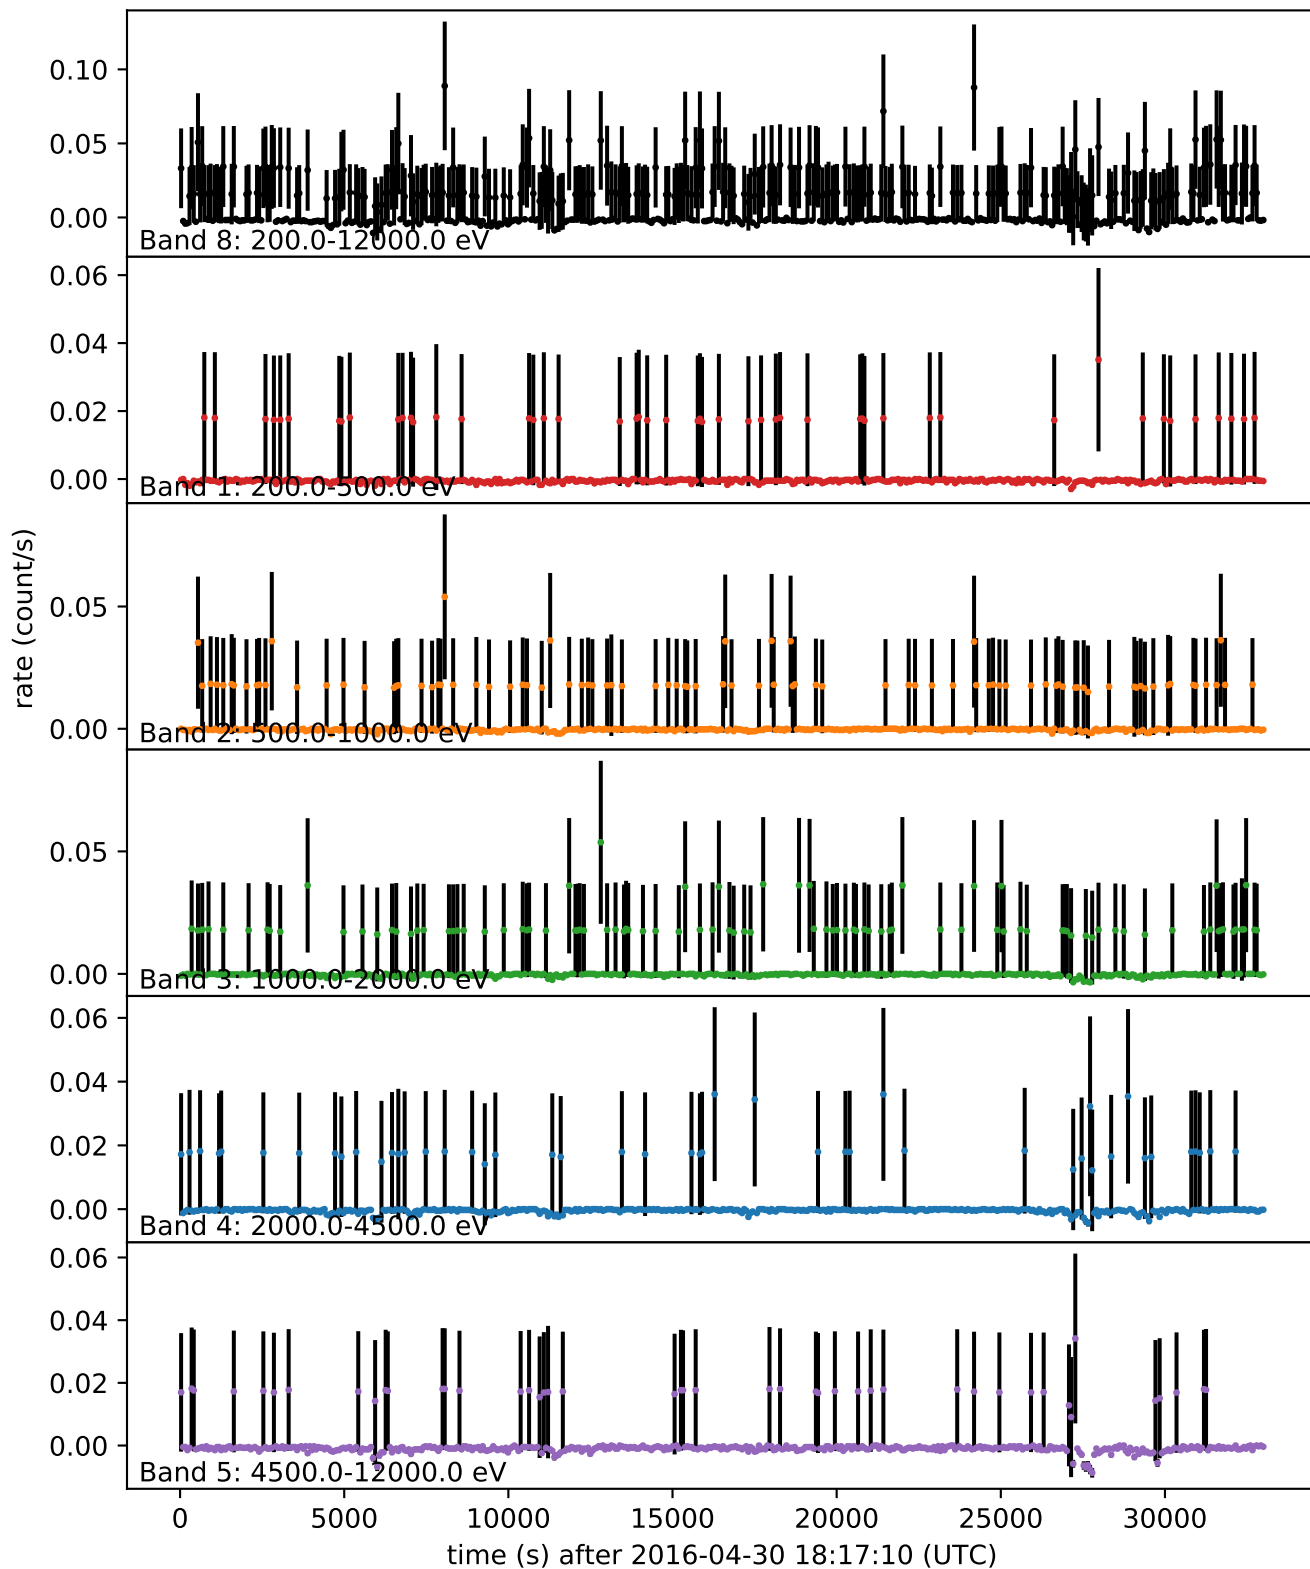 0.10
0.05
0.00
Band 8: 200.0-12000.0 eV
0.06
0.04
0.02
0.00
Band 1: 200.0-500.0 eV
rate (count/s)
0.05
0.00
Band 2: 500.0-1000.0 eV
0.05
0.00
Band 3: 1000.0-2000.0 eV
0.06
0.04
0.02
0.00
Band 4: 2000.0-4500.0 eV
0.06
0.04
0.02
0.00
Band 5: 4500.0-12000.0 eV
0 5000 10000 15000 20000 25000 30000
time (s) after 2016-04-30 18:17:10 (UTC)